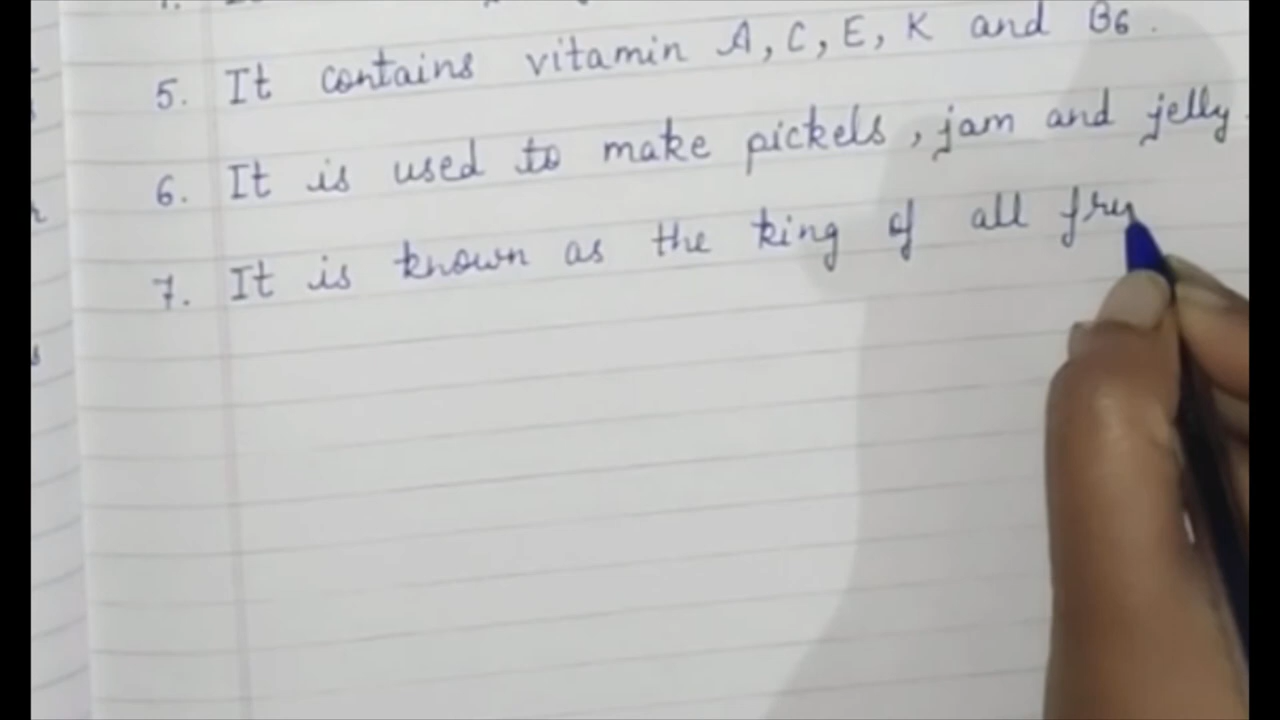 5. It contains vitamin A, C, E, K and B6.
6. It is used to make pickels, jam and jelly.
7. It is known as the king of all fru